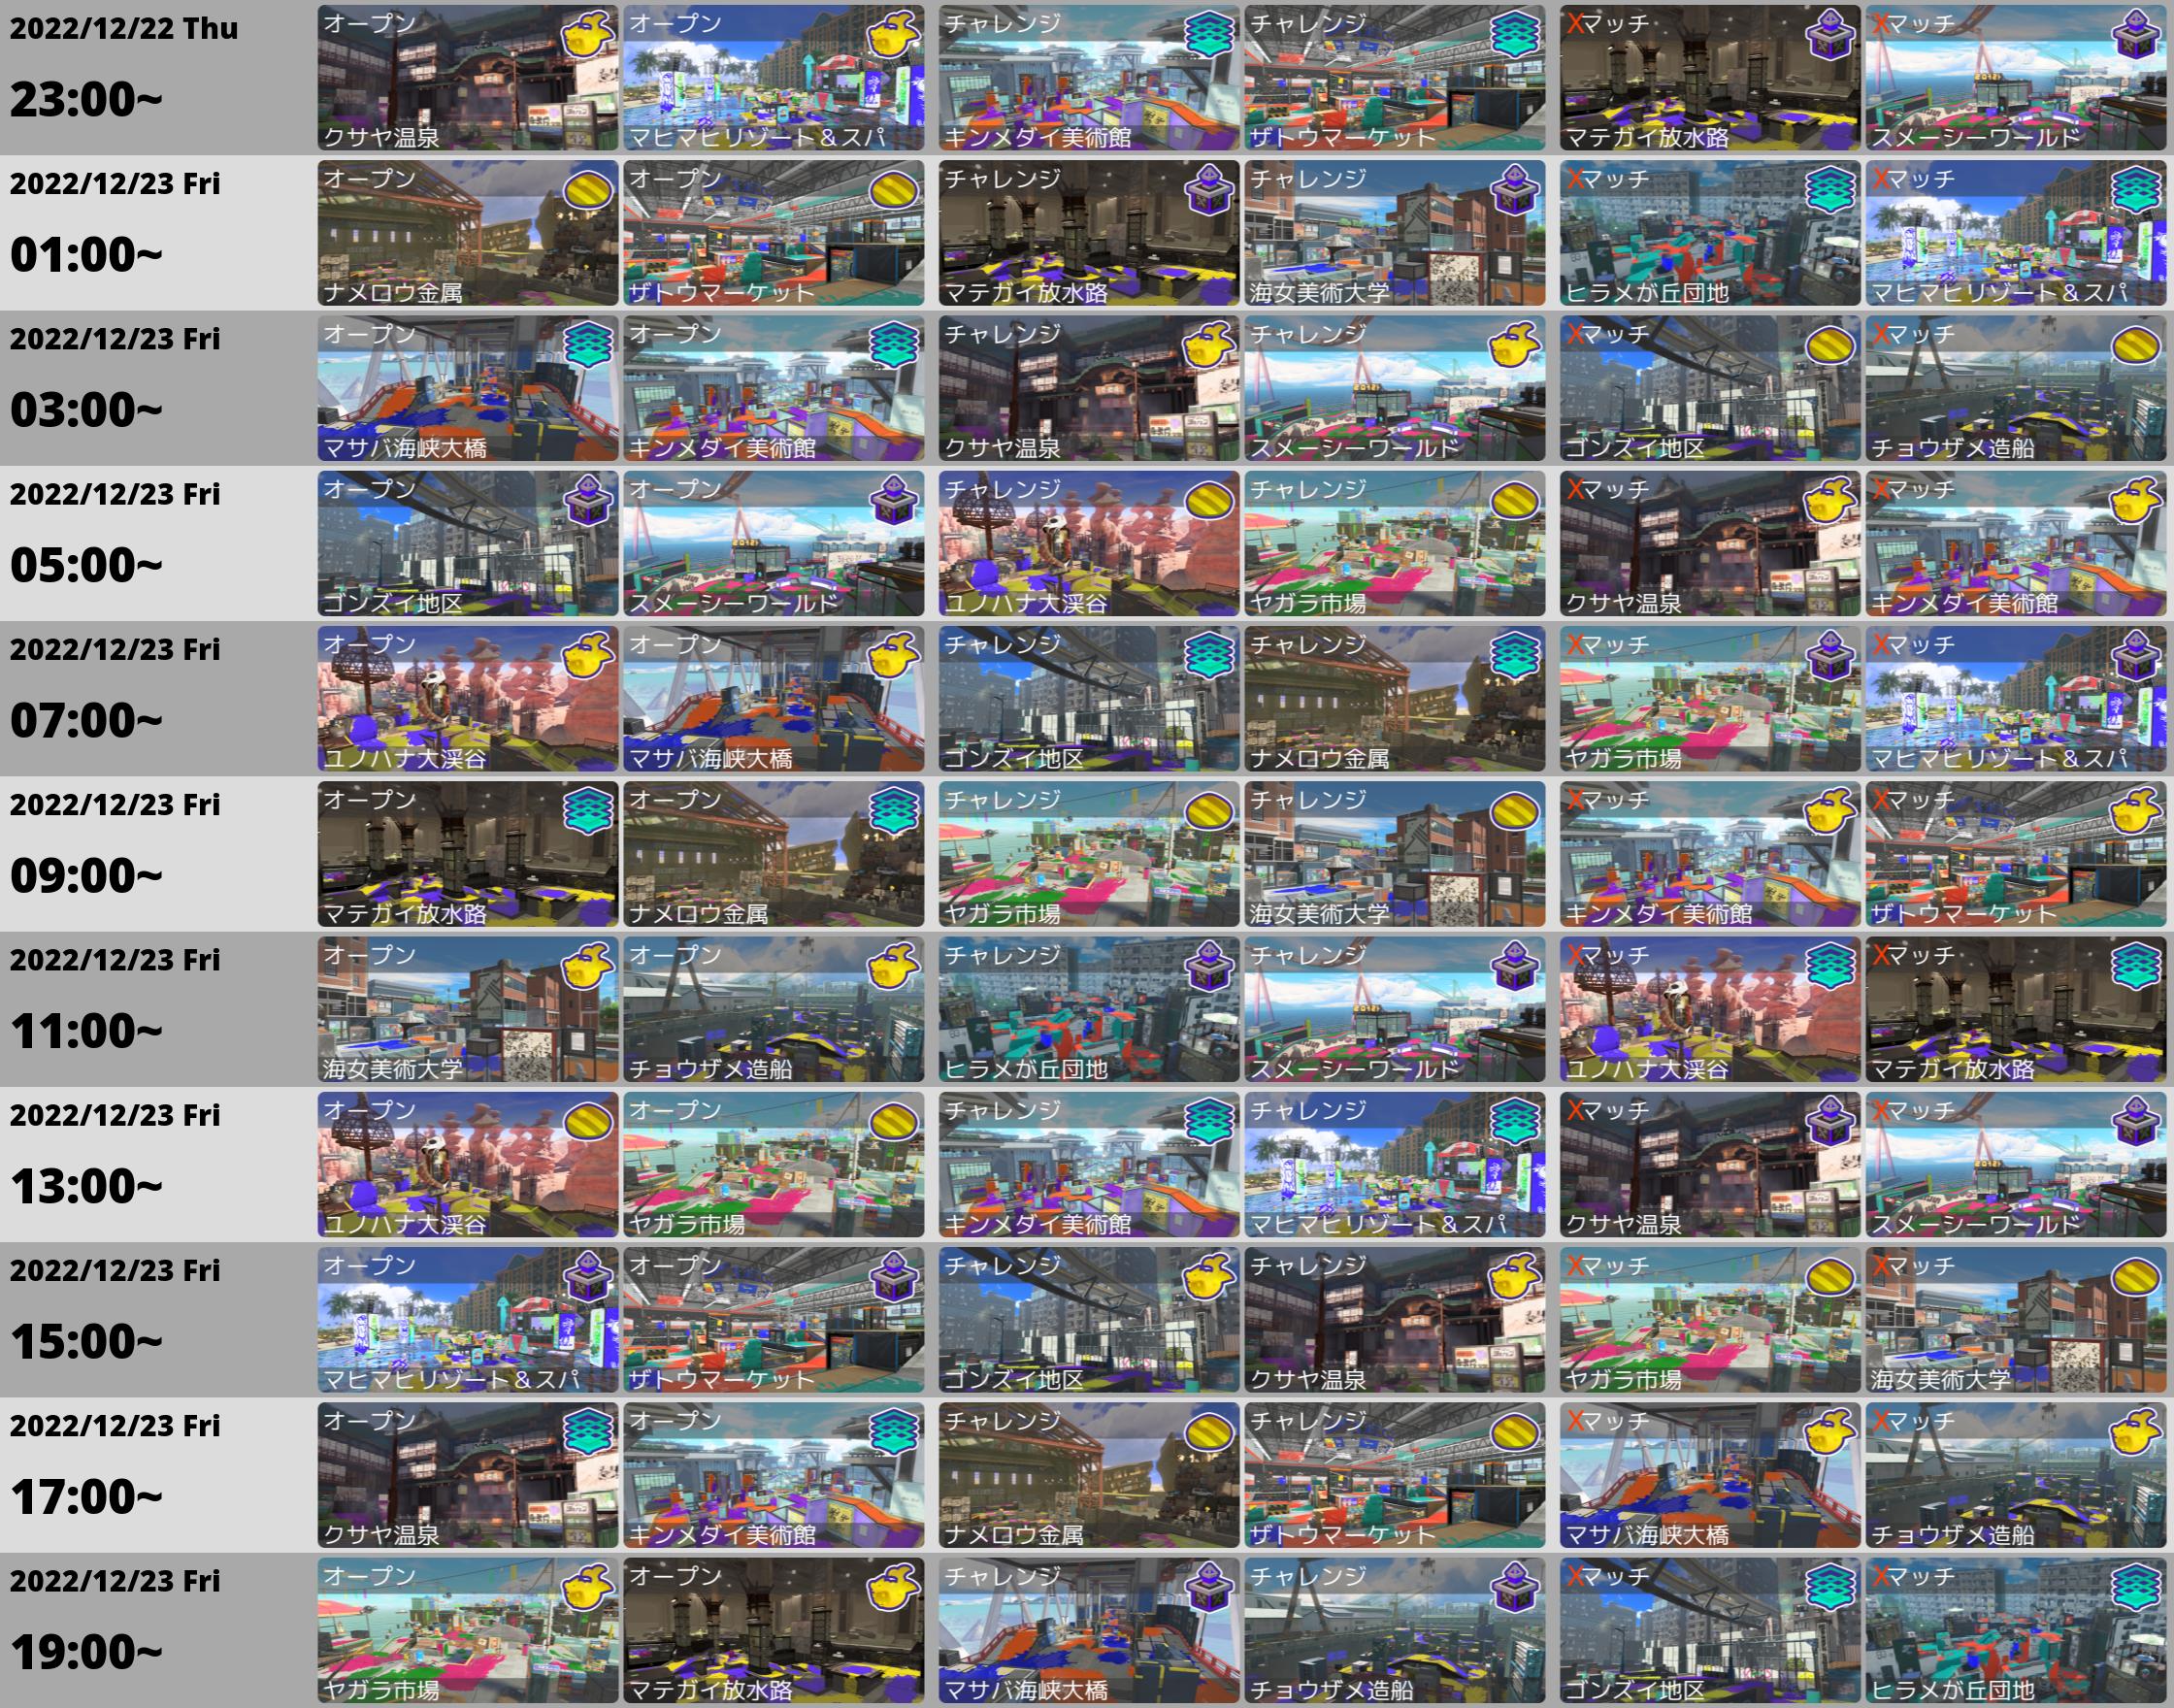 2022/12/22 Thu
23:00~
オープン
クサヤ温泉
オープン
マヒマヒリゾート＆スパ
チャレンジ
キンメダイ美術館
チャレンジ
ザトウマーケット
Xマッチ
マテガイ放水路
Xマッチ
スメーシーワールド
2022/12/23 Fri
01:00~
オープン
ナメロウ金属
オープン
ザトウマーケット
チャレンジ
マテガイ放水路
チャレンジ
海女美術大学
Xマッチ
ヒラメが丘団地
Xマッチ
マヒマヒリゾート＆スパ
2022/12/23 Fri
03:00~
オープン
マサバ海峡大橋
オープン
キンメダイ美術館
チャレンジ
クサヤ温泉
チャレンジ
スメーシーワールド
Xマッチ
ゴンズイ地区
Xマッチ
チョウザメ造船
2022/12/23 Fri
05:00~
オープン
ゴンズイ地区
オープン
スメーシーワールド
チャレンジ
ユノハナ大渓谷
チャレンジ
ヤガラ市場
Xマッチ
クサヤ温泉
Xマッチ
キンメダイ美術館
2022/12/23 Fri
07:00~
オープン
ユノハナ大渓谷
オープン
マサバ海峡大橋
チャレンジ
ゴンズイ地区
チャレンジ
ナメロウ金属
Xマッチ
ヤガラ市場
Xマッチ
マヒマヒリゾート＆スパ
2022/12/23 Fri
09:00~
オープン
マテガイ放水路
オープン
ナメロウ金属
チャレンジ
ヤガラ市場
チャレンジ
海女美術大学
Xマッチ
キンメダイ美術館
Xマッチ
ザトウマーケット
2022/12/23 Fri
11:00~
オープン
海女美術大学
オープン
チョウザメ造船
チャレンジ
ヒラメが丘団地
チャレンジ
スメーシーワールド
Xマッチ
ユノハナ大渓谷
Xマッチ
マテガイ放水路
2022/12/23 Fri
13:00~
オープン
ユノハナ大渓谷
オープン
ヤガラ市場
チャレンジ
キンメダイ美術館
チャレンジ
マヒマヒリゾート＆スパ
Xマッチ
クサヤ温泉
Xマッチ
スメーシーワールド
2022/12/23 Fri
15:00~
オープン
マヒマヒリゾート＆スパ
オープン
ザトウマーケット
チャレンジ
ゴンズイ地区
チャレンジ
クサヤ温泉
Xマッチ
ヤガラ市場
Xマッチ
海女美術大学
2022/12/23 Fri
17:00~
オープン
クサヤ温泉
オープン
キンメダイ美術館
チャレンジ
ナメロウ金属
チャレンジ
ザトウマーケット
Xマッチ
マサバ海峡大橋
Xマッチ
チョウザメ造船
2022/12/23 Fri
19:00~
オープン
ヤガラ市場
オープン
マテガイ放水路
チャレンジ
マサバ海峡大橋
チャレンジ
チョウザメ造船
Xマッチ
ゴンズイ地区
Xマッチ
ヒラメが丘団地